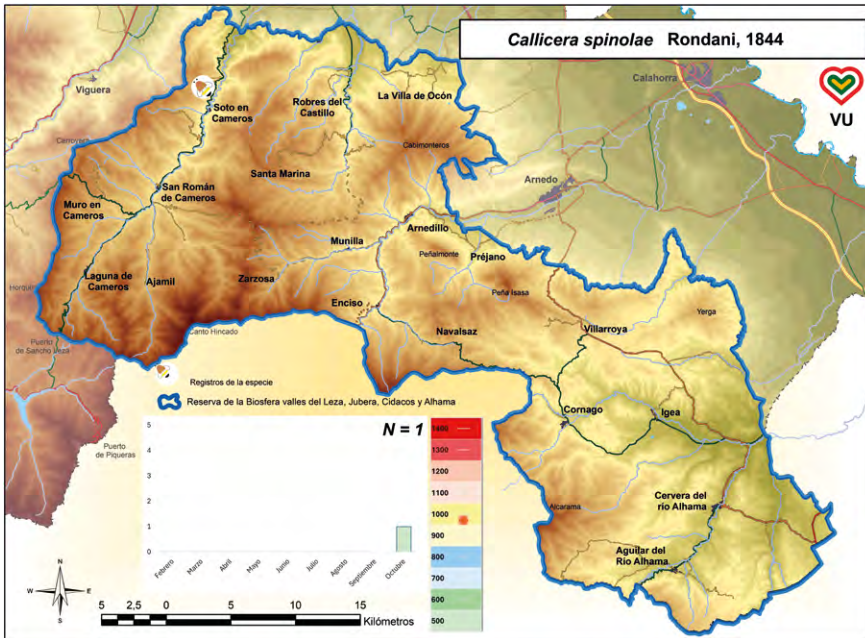 Callicera spinolae Rondani, 1844
VU
Calahorra
Viguera
Soto en
Cameros
Robres del
Castillo
La Villa de Ocón
Cabimonteros
Santa Marina
San Román
de Cameros
Muro en
Cameros
Arnedo
Arnedillo
Munilla
Peñalmonte
Préjano
Laguna de
Cameros
Ajamil
Zarzosa
Enciso
Peña Isasa
Navalsaz
Villarroya
Yerga
Canto Hincado
Puerto
Puerto
de Piqueras
Registros de la especie
Reserva de la Biosfera valles del Leza, Jubera, Cidacos y Alhama
Cornago
Igea
Alcarama
Cervera del
río Alhama
Aguilar del
Río Alhama
N = 1
5
4
3
2
1
0
Febrero
Marzo
Abril
Mayo
Junio
Julio
Agosto
Septiembre
Octubre
1400
1300
1200
1100
1000
900
800
700
600
500
N
W
E
S
5 2,5 0 5 10 15
Kilómetros